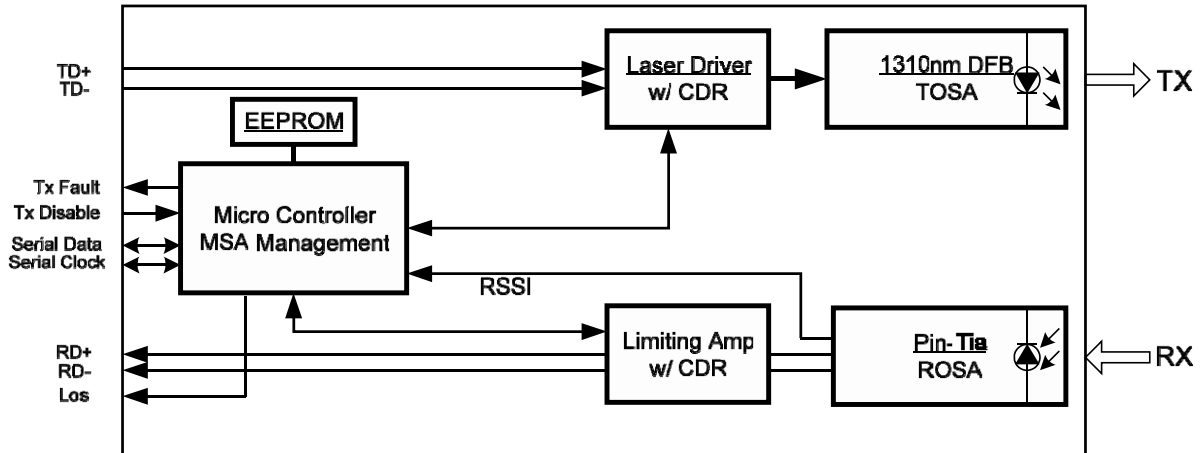 TD+
TD-
Laser Driver
w/ CDR
1310nm DFB
TOSA
TX
EEPROM
Tx Fault
Tx Disable
Serial Data
Serial Clock
Micro Controller
MSA Management
RSSI
RD+
RD-
Los
Limiting Amp
w/ CDR
Pin-Tia
ROSA
RX